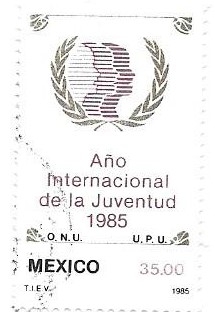 Año
Internacional
de la Juventud
1985
O.N.U. U.P.U.
MEXICO 35.00
T.I.E.V. 1985